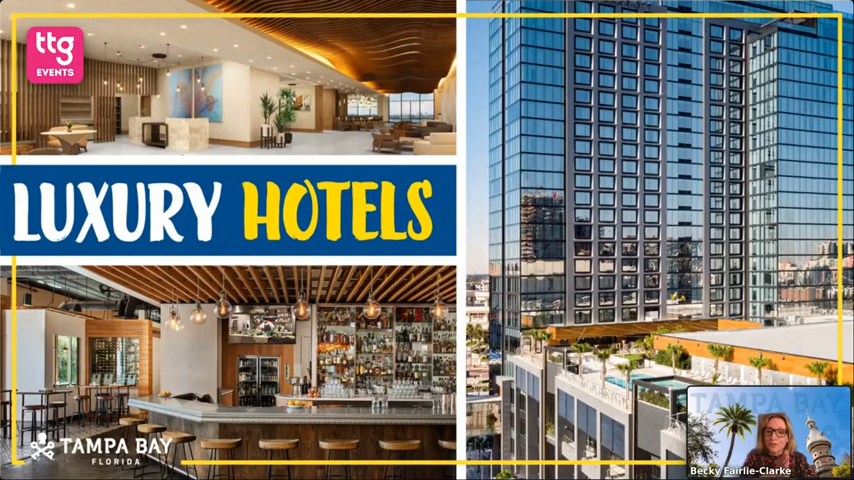 ttg
EVENTS
LUXURY HOTELS
TAMPA BAY
FLORIDA
TAMPA BAY
Becky Fairlie-Clarke